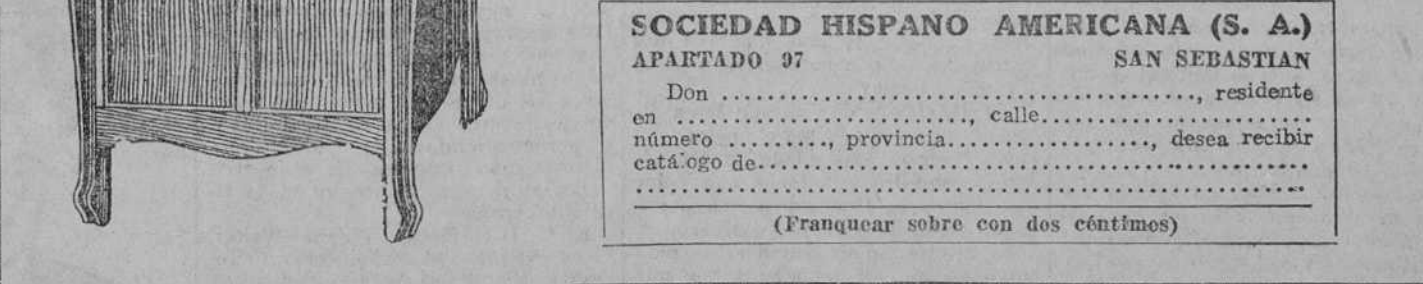 SOCIEDAD HISPANO AMERICANA (S. A.)
APARTADO 97 SAN SEBASTIAN
Don ............................................, residente
en .........................., calle........................
número ........., provincia.................., desea recibir
catálogo de..................................................
..............................................................
(Franquear sobre con dos céntimos)